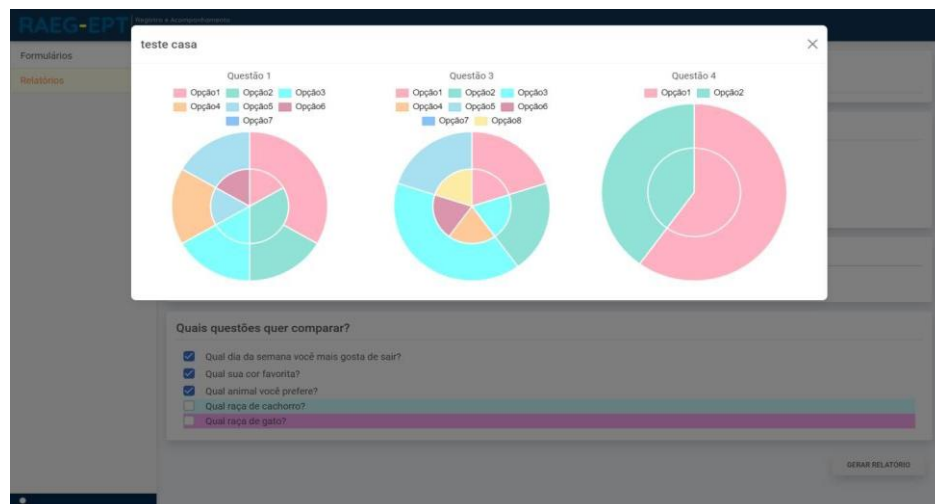 RAEG-EPT Registro e Acompanhamento
Formulários
Relatórios
teste casa
Questão 1
Opção1 Opção2 Opção3
Opção4 Opção5 Opção6
Opção7
Questão 3
Opção1 Opção2 Opção3
Opção4 Opção5 Opção6
Opção7 Opção8
Questão 4
Opção1 Opção2
Quais questões quer comparar?
Qual dia da semana você mais gosta de sair?
Qual sua cor favorita?
Qual animal você prefere?
Qual raça de cachorro?
Qual raça de gato?
GERAR RELATÓRIO